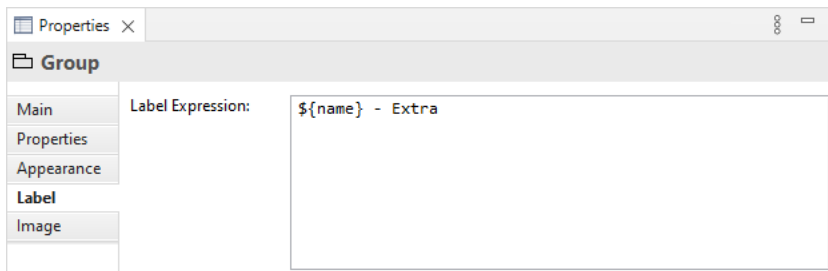 Properties
Group
Main
Label Expression:
${name} - Extra
Properties
Appearance
Label
Image